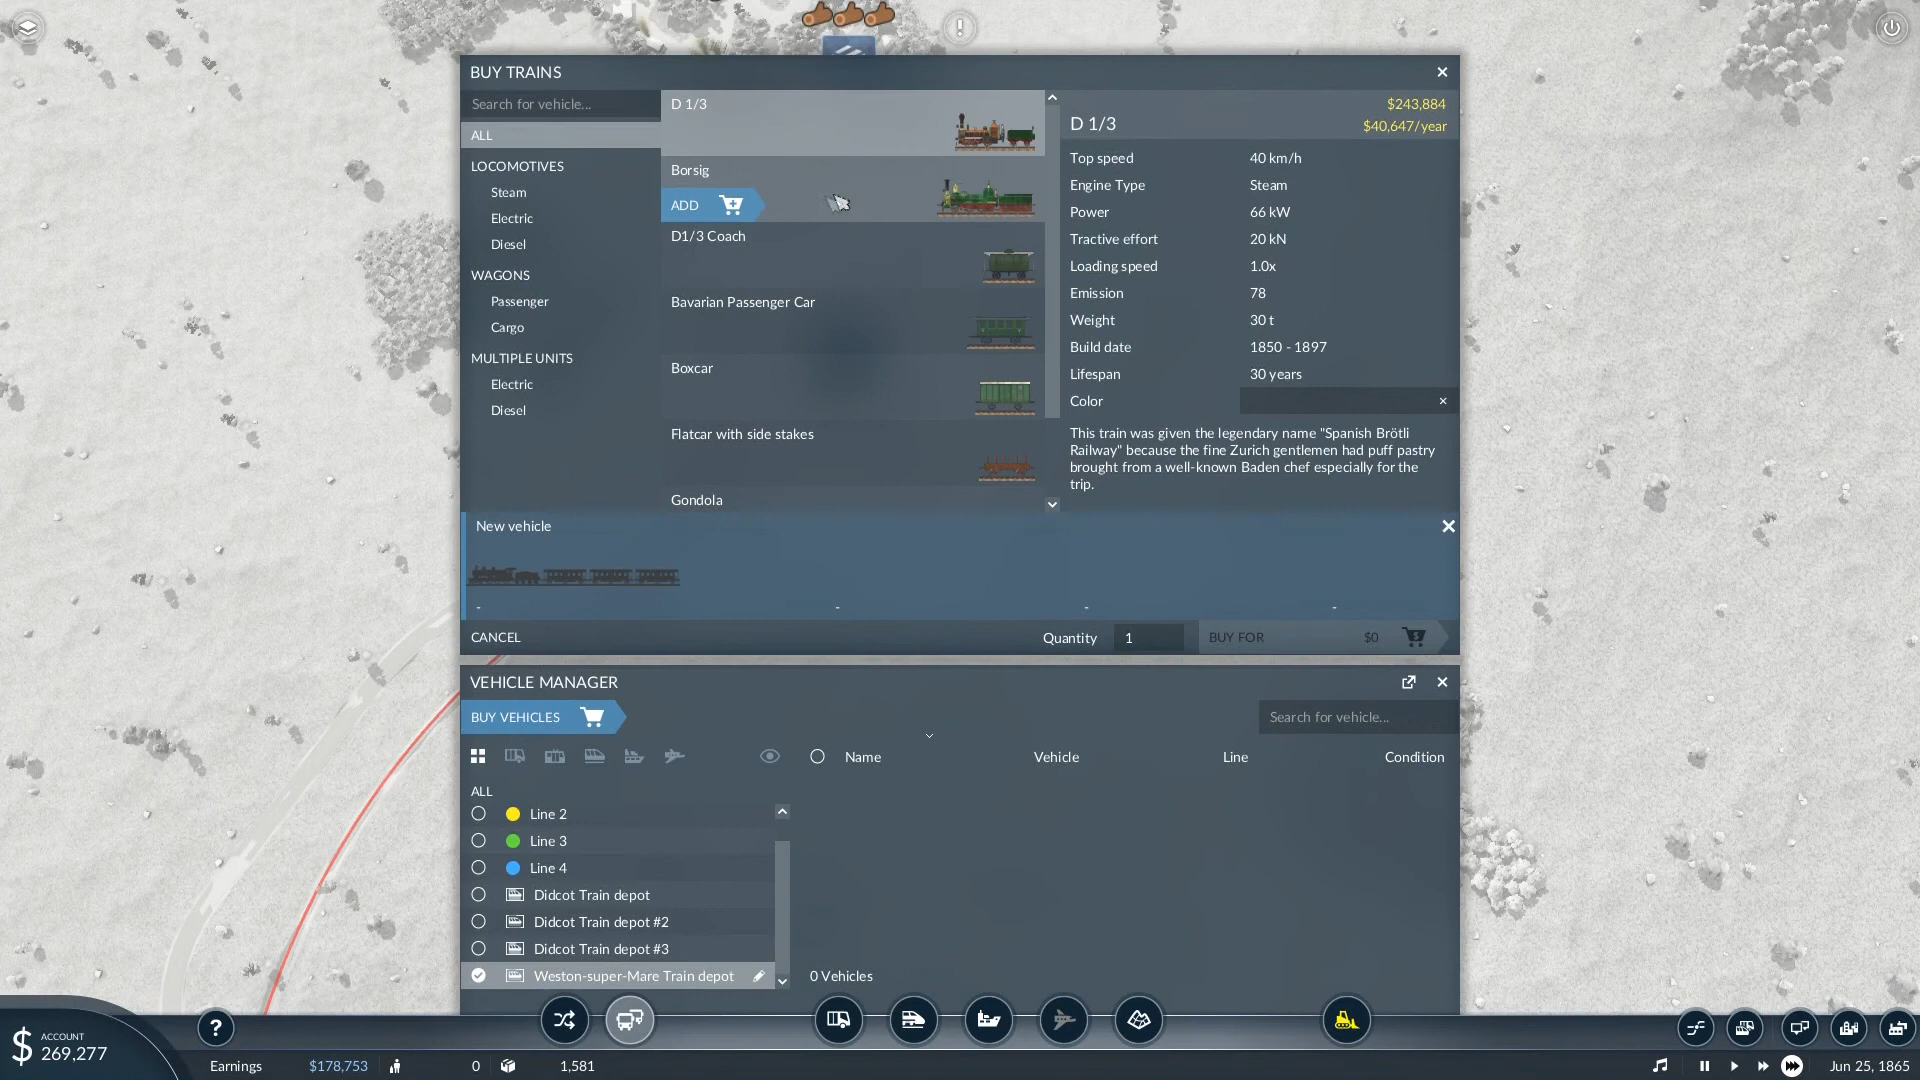 BUY TRAINS
Search for vehicle...
ALL
LOCOMOTIVES
Steam
Electric
Diesel
WAGONS
Passenger
Cargo
MULTIPLE UNITS
Electric
Diesel
D 1/3
Borsig
ADD
D1/3 Coach
Bavarian Passenger Car
Boxcar
Flatcar with side stakes
Gondola
$243,884
D 1/3
$40,647/year
Top speed 40 km/h
Engine Type Steam
Power 66 kW
Tractive effort 20 kN
Loading speed 1.0x
Emission 78
Weight 30 t
Build date 1850 - 1897
Lifespan 30 years
Color
This train was given the legendary name "Spanish Brötli
Railway" because the fine Zurich gentlemen had puff pastry
brought from a well-known Baden chef especially for the
trip.
New vehicle
- - - -
CANCEL Quantity 1 BUY FOR $0
VEHICLE MANAGER
BUY VEHICLES
Search for vehicle...
Name Vehicle Line Condition
ALL
Line 2
Line 3
Line 4
Didcot Train depot
Didcot Train depot #2
Didcot Train depot #3
Weston-super-Mare Train depot
0 Vehicles
?
$ ACCOUNT
269,277
Earnings $178,753 0 1,581
Jun 25, 1865